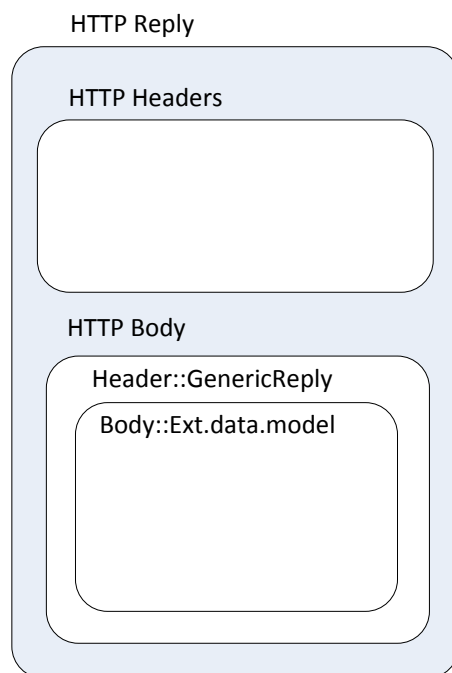 HTTP Reply
HTTP Headers
HTTP Body
Header::GenericReply
Body::Ext.data.model